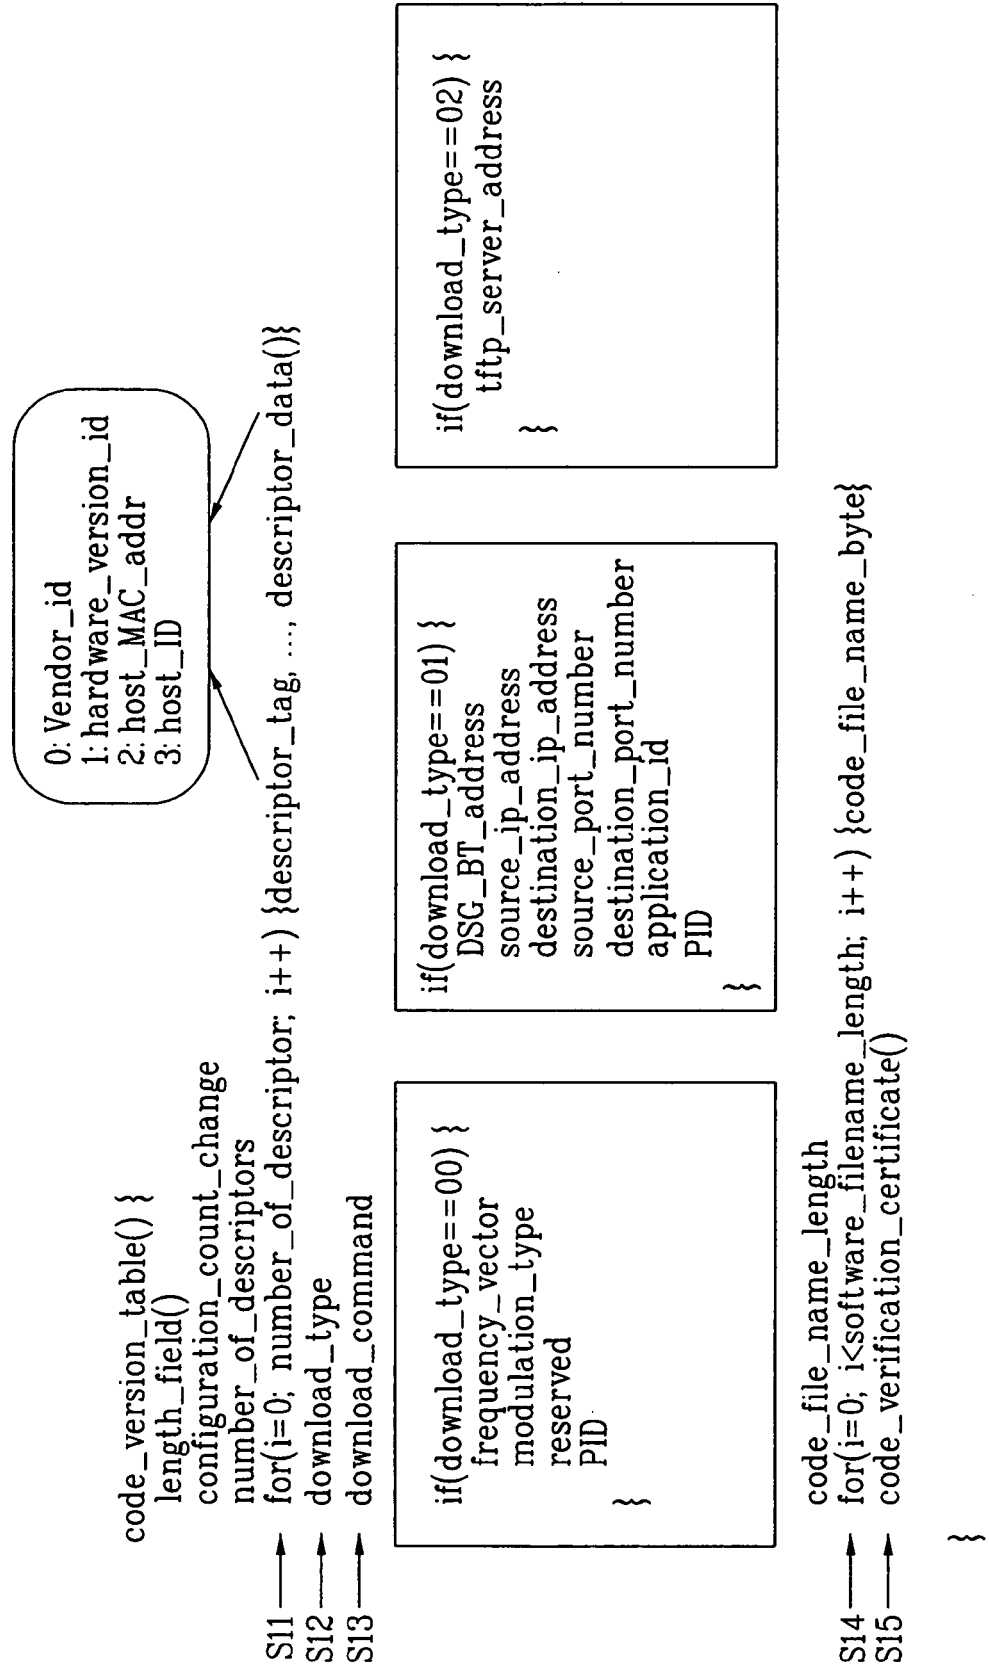 0: Vendor_id
1: hardware_version_id
2: host_MAC_addr
3: host_ID
code_version_table() {
length_field()
configuration_count_change
number_of_descriptors
S11 for(i=0; number_of_descriptor; i++) {descriptor_tag, ...., descriptor_data()}
S12 download_type
S13 download_command
if(download_type==00) {
frequency_vector
modulation_type
reserved
PID
}
if(download_type==01) {
DSG_BT_address
source_ip_address
destination_ip_address
source_port_number
destination_port_number
application_id
PID
}
if(download_type==02) {
tftp_server_address
}
code_file_name_length
S14 for(i=0; i<software_filename_length; i++) {code_file_name_byte}
S15 code_verification_certificate()
}